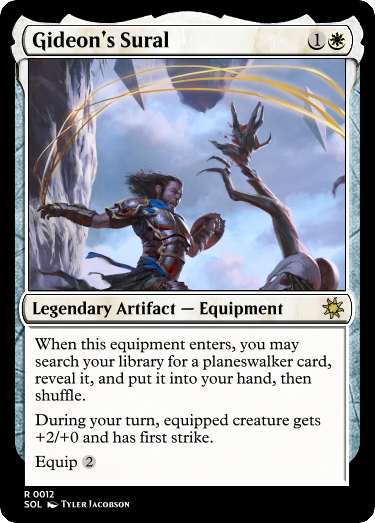 Gideon's Sural 1
Legendary Artifact — Equipment
When this equipment enters, you may
search your library for a planeswalker card,
reveal it, and put it into your hand, then
shuffle.
During your turn, equipped creature gets
+2/+0 and has first strike.
Equip 2
R 0012
SOL Tyler Jacobson